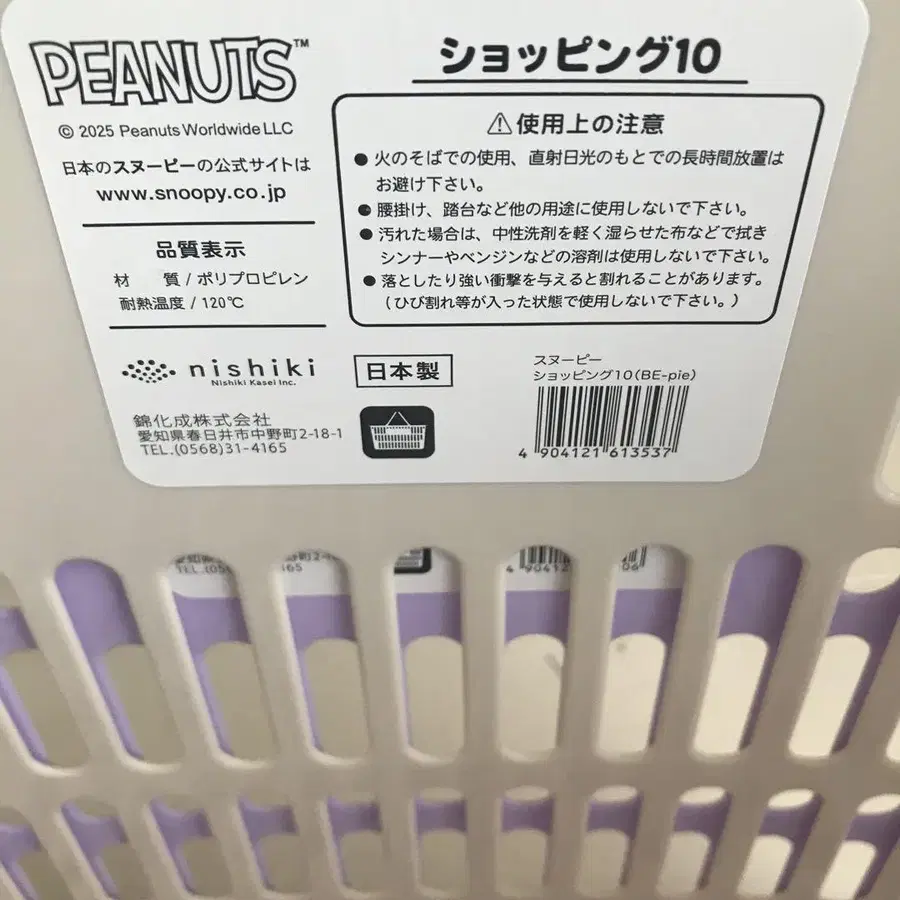 PEANUTS™
© 2025 Peanuts Worldwide LLC
日本のスヌーピーの公式サイトは
www.snoopy.co.jp
品質表示
材 質 / ポリプロピレン
耐熱温度 / 120℃
nishiki
Nishiki Kasei Inc.
錦化成株式会社
愛知県春日井市中野町2-18-1
TEL.(0568)31-4165
日本製
ショッピング10
⚠使用上の注意
●火のそばでの使用、直射日光のもとでの長時間放置は
お避け下さい。
●腰掛け、踏台など他の用途に使用しないで下さい。
●汚れた場合は、中性洗剤を軽く湿らせた布などで拭き
シンナーやベンジンなどの溶剤は使用しないで下さい。
●落としたり強い衝撃を与えると割れることがあります。
(ひび割れ等が入った状態で使用しないで下さい。)
スヌーピー
ショッピング10(BE-pie)
4 904121 613537
町2-1
TEL.(05
165
4 90412
06